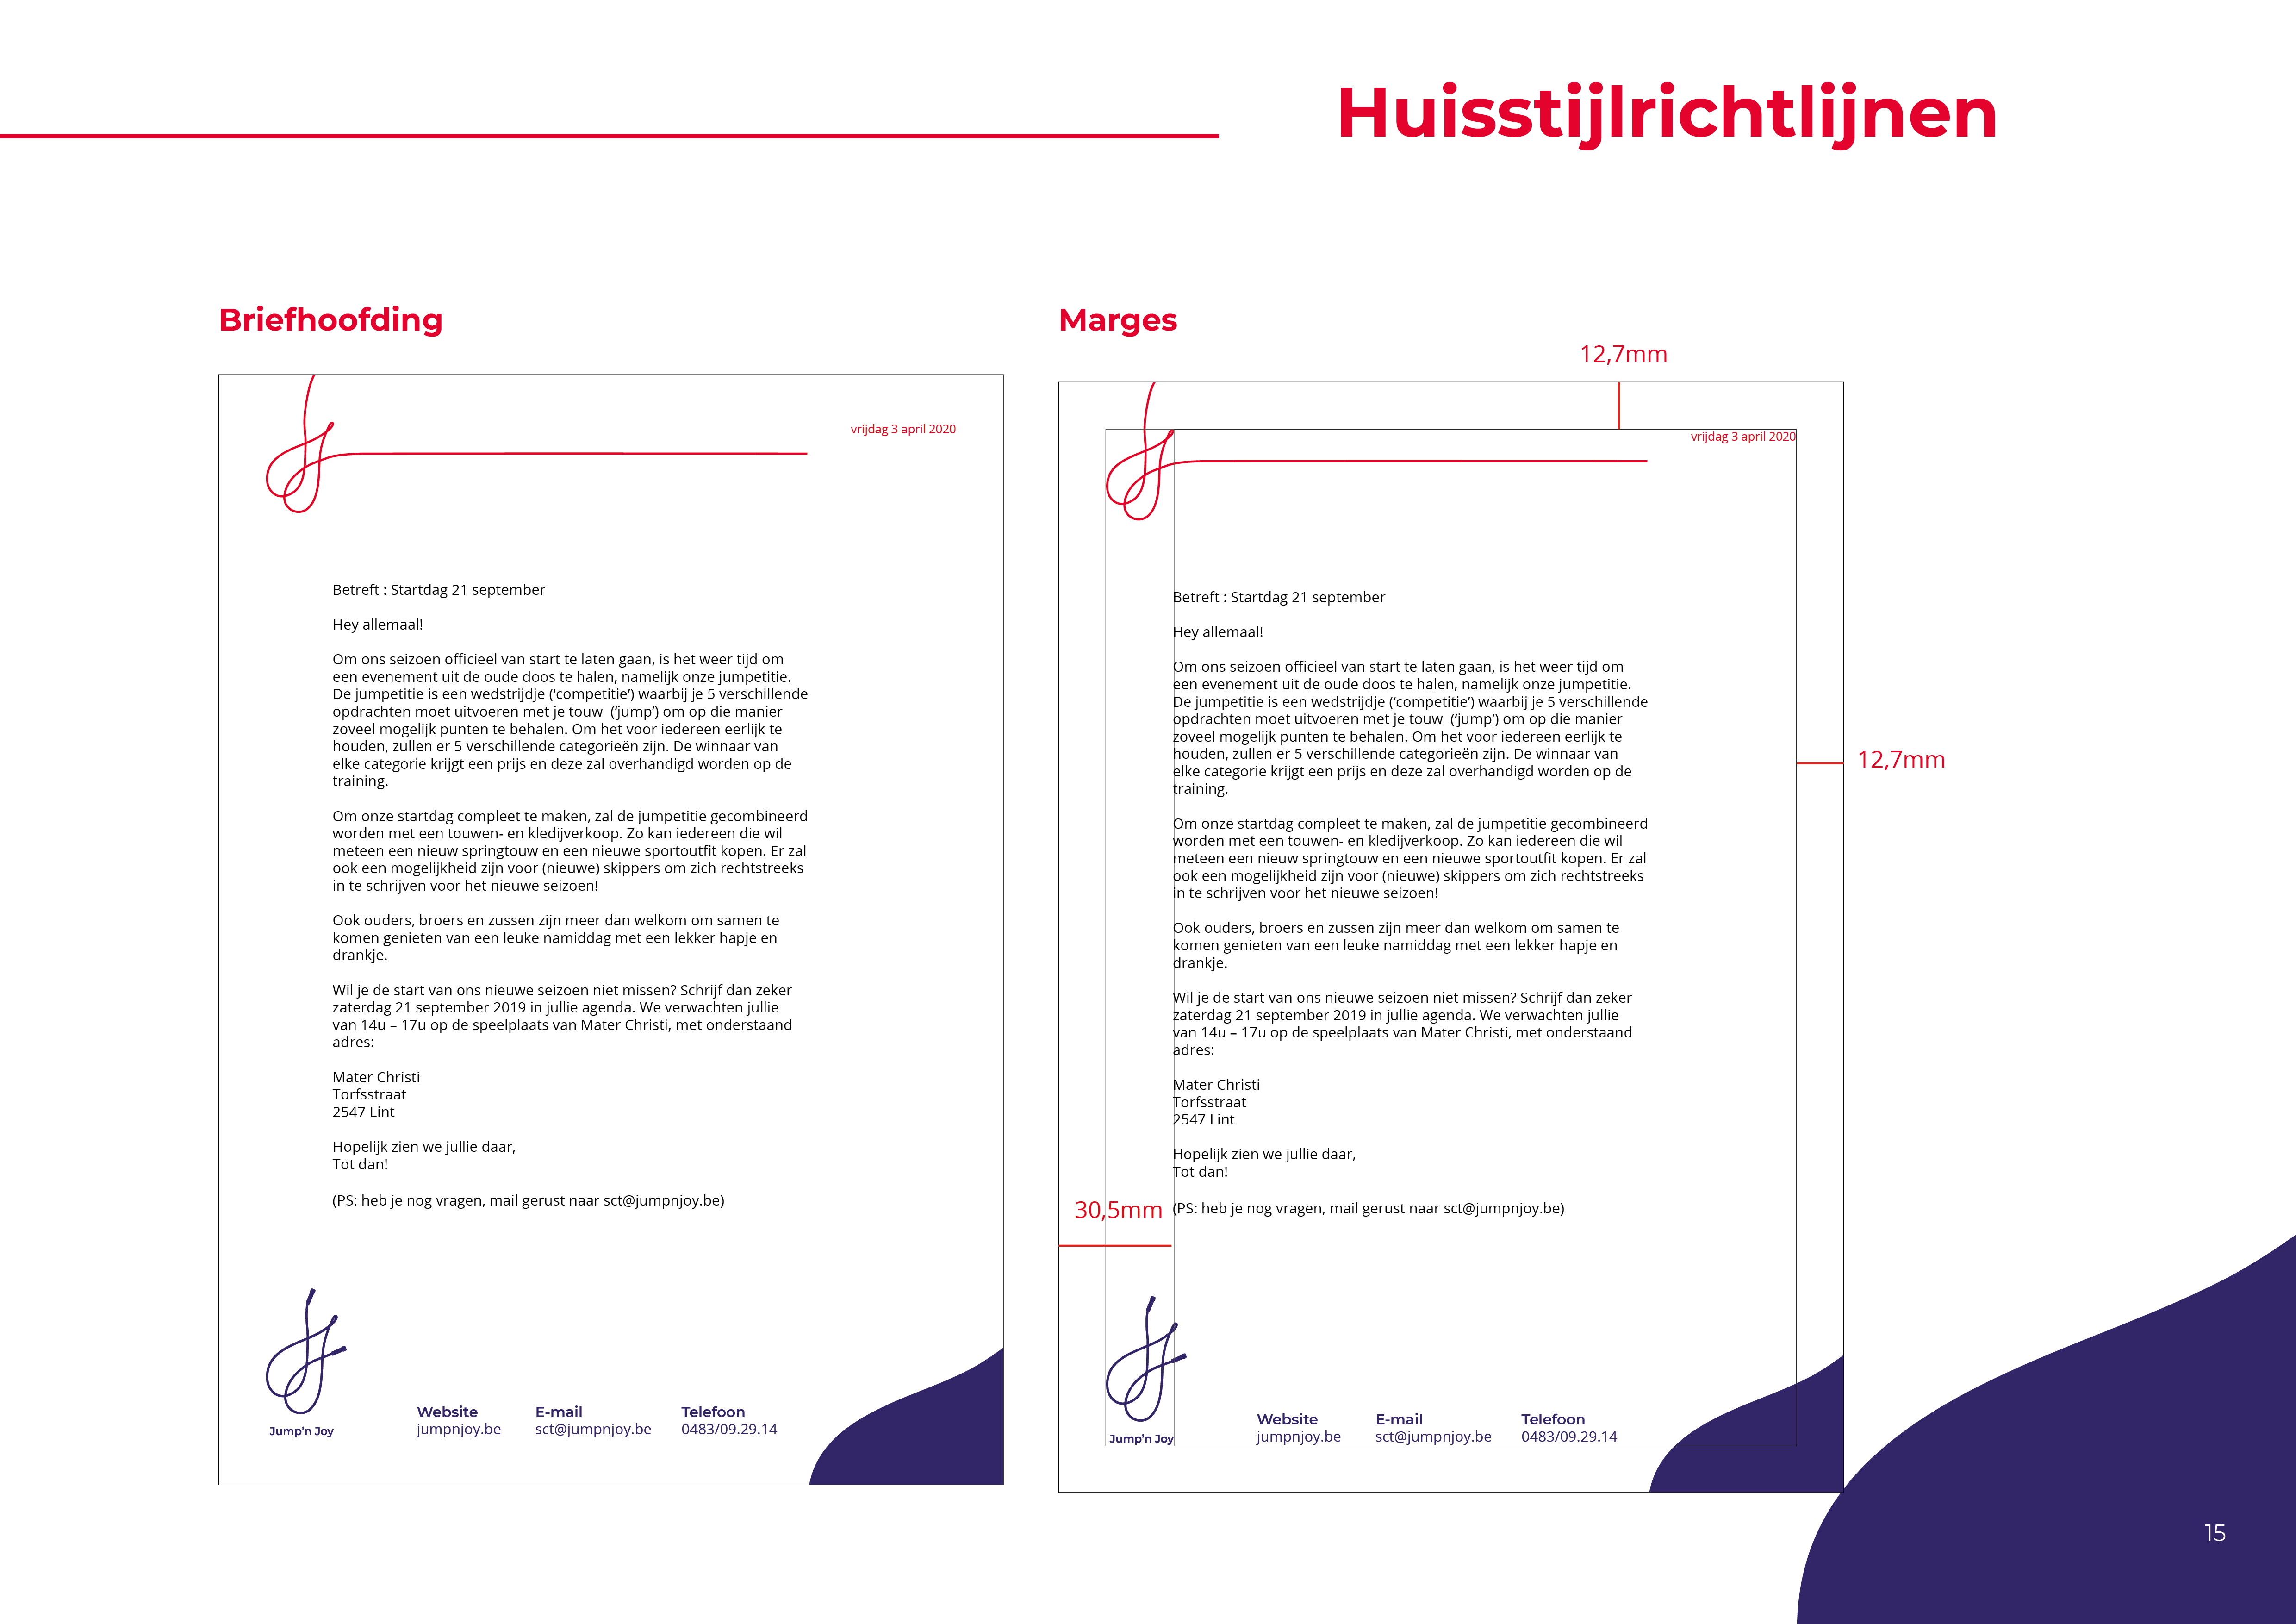 Huisstijlrichtlijnen
Briefhoofding
vrijdag 3 april 2020
Betreft : Startdag 21 september
Hey allemaal!
Om ons seizoen officieel van start te laten gaan, is het weer tijd om
een evenement uit de oude doos te halen, namelijk onze jumpetitie.
De jumpetitie is een wedstrijdje (‘competitie’) waarbij je 5 verschillende
opdrachten moet uitvoeren met je touw  (‘jump’) om op die manier
zoveel mogelijk punten te behalen. Om het voor iedereen eerlijk te
houden, zullen er 5 verschillende categorieën zijn. De winnaar van
elke categorie krijgt een prijs en deze zal overhandigd worden op de
training.
Om onze startdag compleet te maken, zal de jumpetitie gecombineerd
worden met een touwen- en kledijverkoop. Zo kan iedereen die wil
meteen een nieuw springtouw en een nieuwe sportoutfit kopen. Er zal
ook een mogelijkheid zijn voor (nieuwe) skippers om zich rechtstreeks
in te schrijven voor het nieuwe seizoen!
Ook ouders, broers en zussen zijn meer dan welkom om samen te
komen genieten van een leuke namiddag met een lekker hapje en
drankje.
Wil je de start van ons nieuwe seizoen niet missen? Schrijf dan zeker
zaterdag 21 september 2019 in jullie agenda. We verwachten jullie
van 14u – 17u op de speelplaats van Mater Christi, met onderstaand
adres:
Mater Christi
Torfsstraat
2547 Lint
Hopelijk zien we jullie daar,
Tot dan!
(PS: heb je nog vragen, mail gerust naar sct@jumpnjoy.be)
Jump’n Joy
Website E-mail Telefoon
jumpnjoy.be sct@jumpnjoy.be 0483/09.29.14
Marges
12,7mm
vrijdag 3 april 2020
Betreft : Startdag 21 september
Hey allemaal!
Om ons seizoen officieel van start te laten gaan, is het weer tijd om
een evenement uit de oude doos te halen, namelijk onze jumpetitie.
De jumpetitie is een wedstrijdje (‘competitie’) waarbij je 5 verschillende
opdrachten moet uitvoeren met je touw  (‘jump’) om op die manier
zoveel mogelijk punten te behalen. Om het voor iedereen eerlijk te
houden, zullen er 5 verschillende categorieën zijn. De winnaar van
elke categorie krijgt een prijs en deze zal overhandigd worden op de
training.
12,7mm
Om onze startdag compleet te maken, zal de jumpetitie gecombineerd
worden met een touwen- en kledijverkoop. Zo kan iedereen die wil
meteen een nieuw springtouw en een nieuwe sportoutfit kopen. Er zal
ook een mogelijkheid zijn voor (nieuwe) skippers om zich rechtstreeks
in te schrijven voor het nieuwe seizoen!
Ook ouders, broers en zussen zijn meer dan welkom om samen te
komen genieten van een leuke namiddag met een lekker hapje en
drankje.
Wil je de start van ons nieuwe seizoen niet missen? Schrijf dan zeker
zaterdag 21 september 2019 in jullie agenda. We verwachten jullie
van 14u – 17u op de speelplaats van Mater Christi, met onderstaand
adres:
Mater Christi
Torfsstraat
2547 Lint
Hopelijk zien we jullie daar,
Tot dan!
30,5mm
(PS: heb je nog vragen, mail gerust naar sct@jumpnjoy.be)
Jump’n Joy
Website E-mail Telefoon
jumpnjoy.be sct@jumpnjoy.be 0483/09.29.14
15